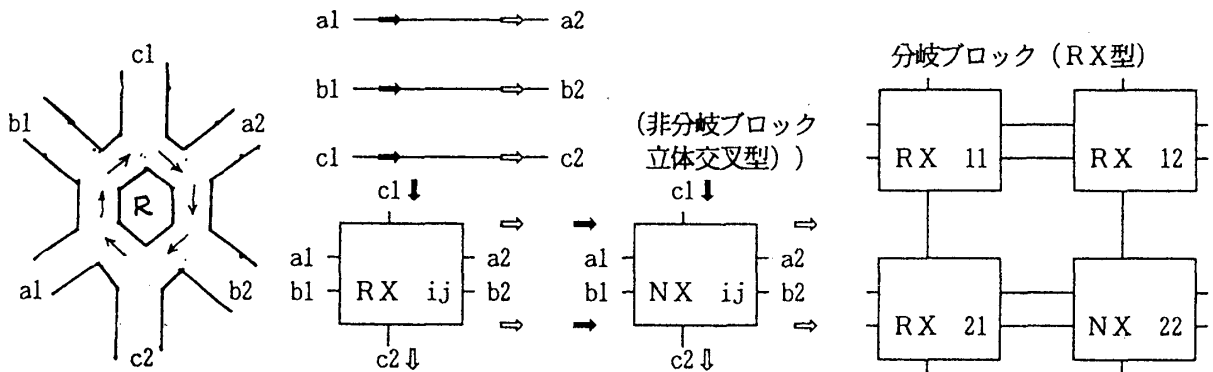 c1
b1
a2
R
a1
b2
c2
a1 a2
b1 b2
c1 c2
c1
a1 a2
b1 RX ij b2
c2
(非分岐ブロック
立体交叉型))
c1
a1 a2
b1 NX ij b2
c2
分岐ブロック (RX型)
RX 11 RX 12
RX 21 NX 22